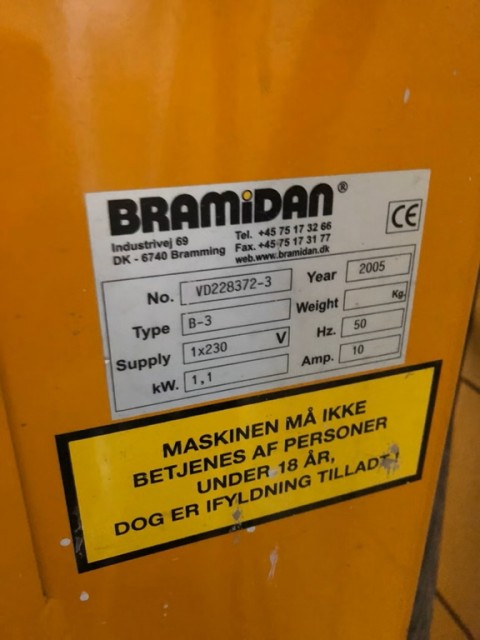 BRAMiDAN®
Industrivej 69 Tel. +45 75 17 32 66
DK - 6740 Bramming Fax. +45-75 17 31 77
web.www.bramidan.dk
CE
No. VD228372-3 Year 2005
Type B-3 Weight Kg.
Supply 1x230 V Hz. 50
kW. 1,1 Amp. 10
MASKINEN MÅ IKKE
BETJENES AF PERSONER
UNDER 18 ÅR,
DOG ER IFYLDNING TILLADT!